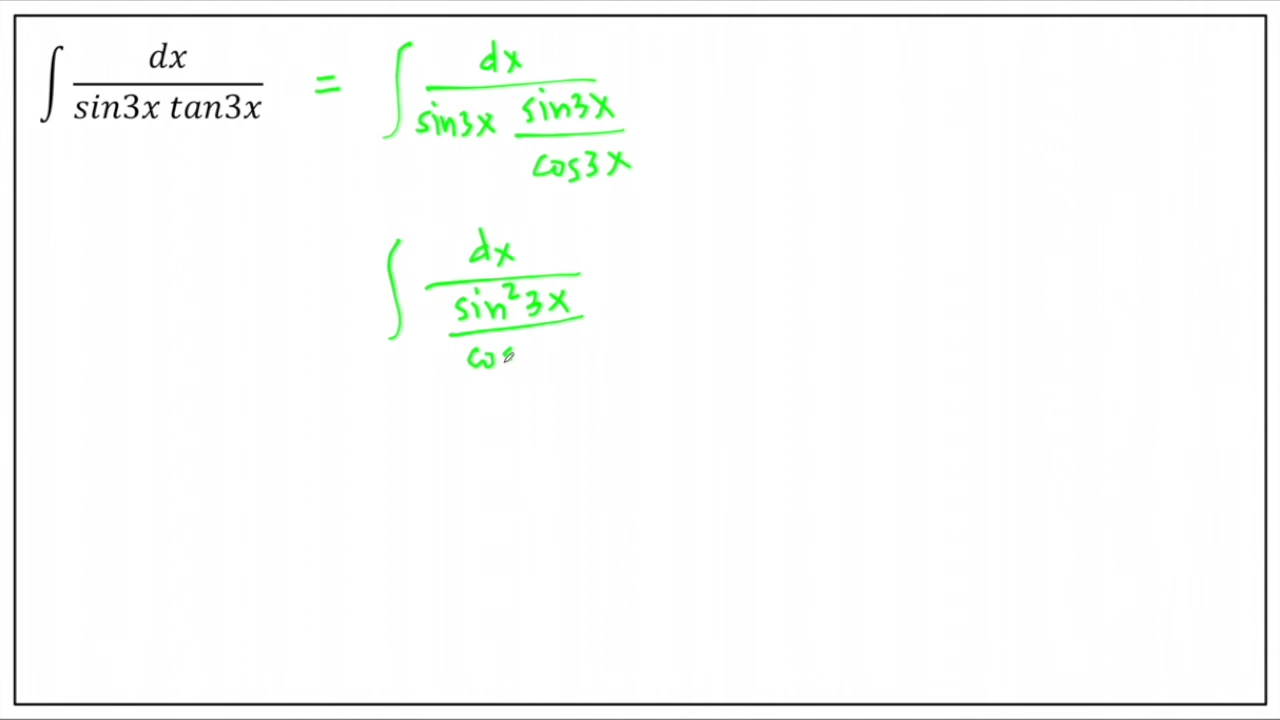 ∫ dx / (sin3x tan3x) = ∫ dx / (sin3x (sin3x / cos3x))
∫ dx / (sin²3x / cos)